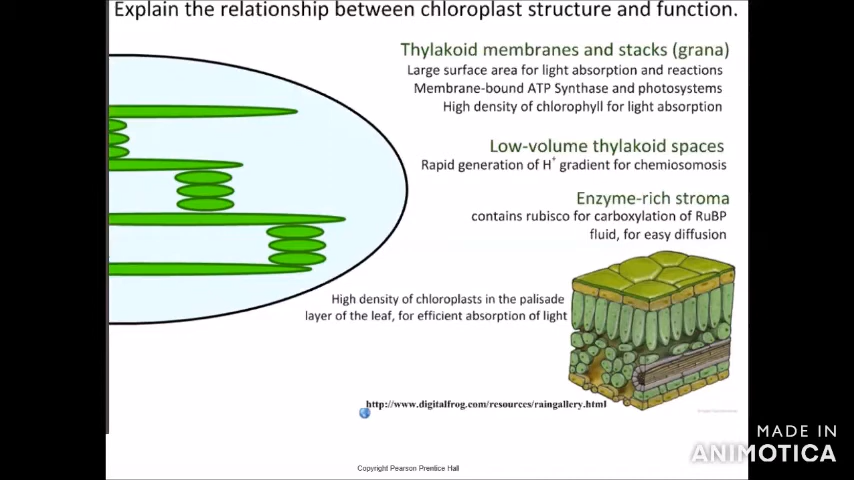 Explain the relationship between chloroplast structure and function.
Thylakoid membranes and stacks (grana)
Large surface area for light absorption and reactions
Membrane-bound ATP Synthase and photosystems
High density of chlorophyll for light absorption
Low-volume thylakoid spaces
Rapid generation of H⁺ gradient for chemiosomosis
Enzyme-rich stroma
contains rubisco for carboxylation of RuBP
fluid, for easy diffusion
High density of chloroplasts in the palisade
layer of the leaf, for efficient absorption of light
http://www.digitalfrog.com/resources/raingallery.html
Copyright Pearson Prentice Hall
MADE IN
ANIMOTICA